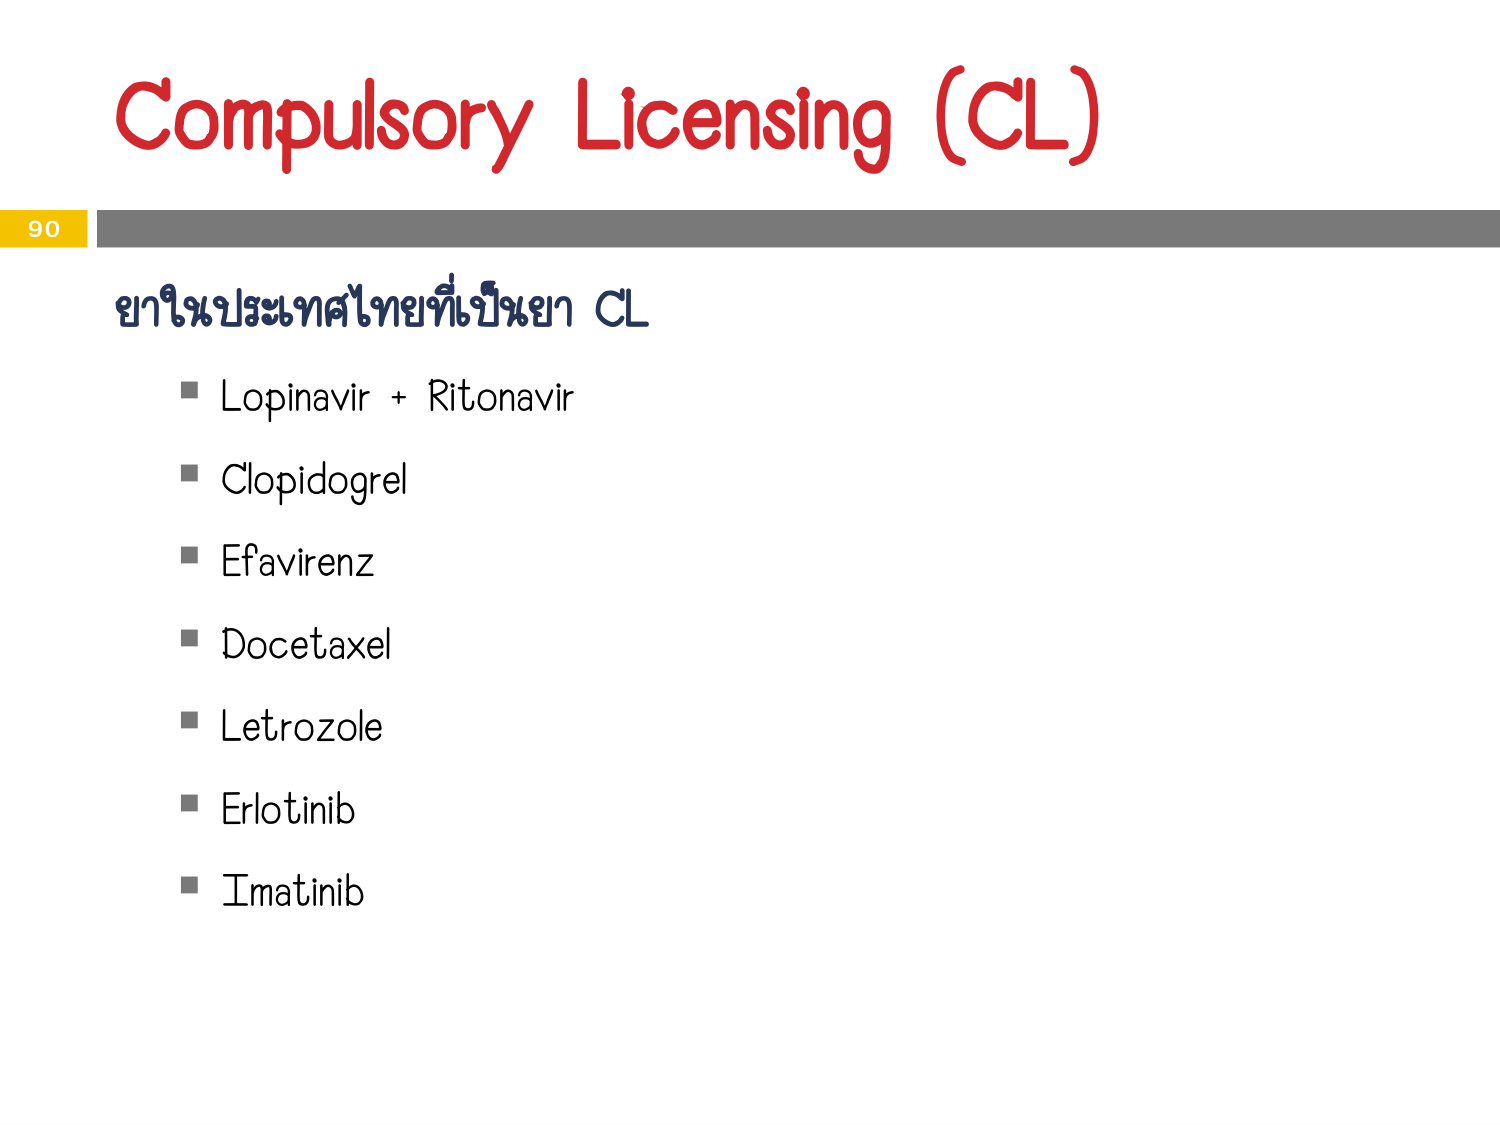 Compulsory Licensing (CL)
90
ยาในประเทศไทยที่เป็นยา CL
Lopinavir + Ritonavir
Clopidogrel
Efavirenz
Docetaxel
Letrozole
Erlotinib
Imatinib